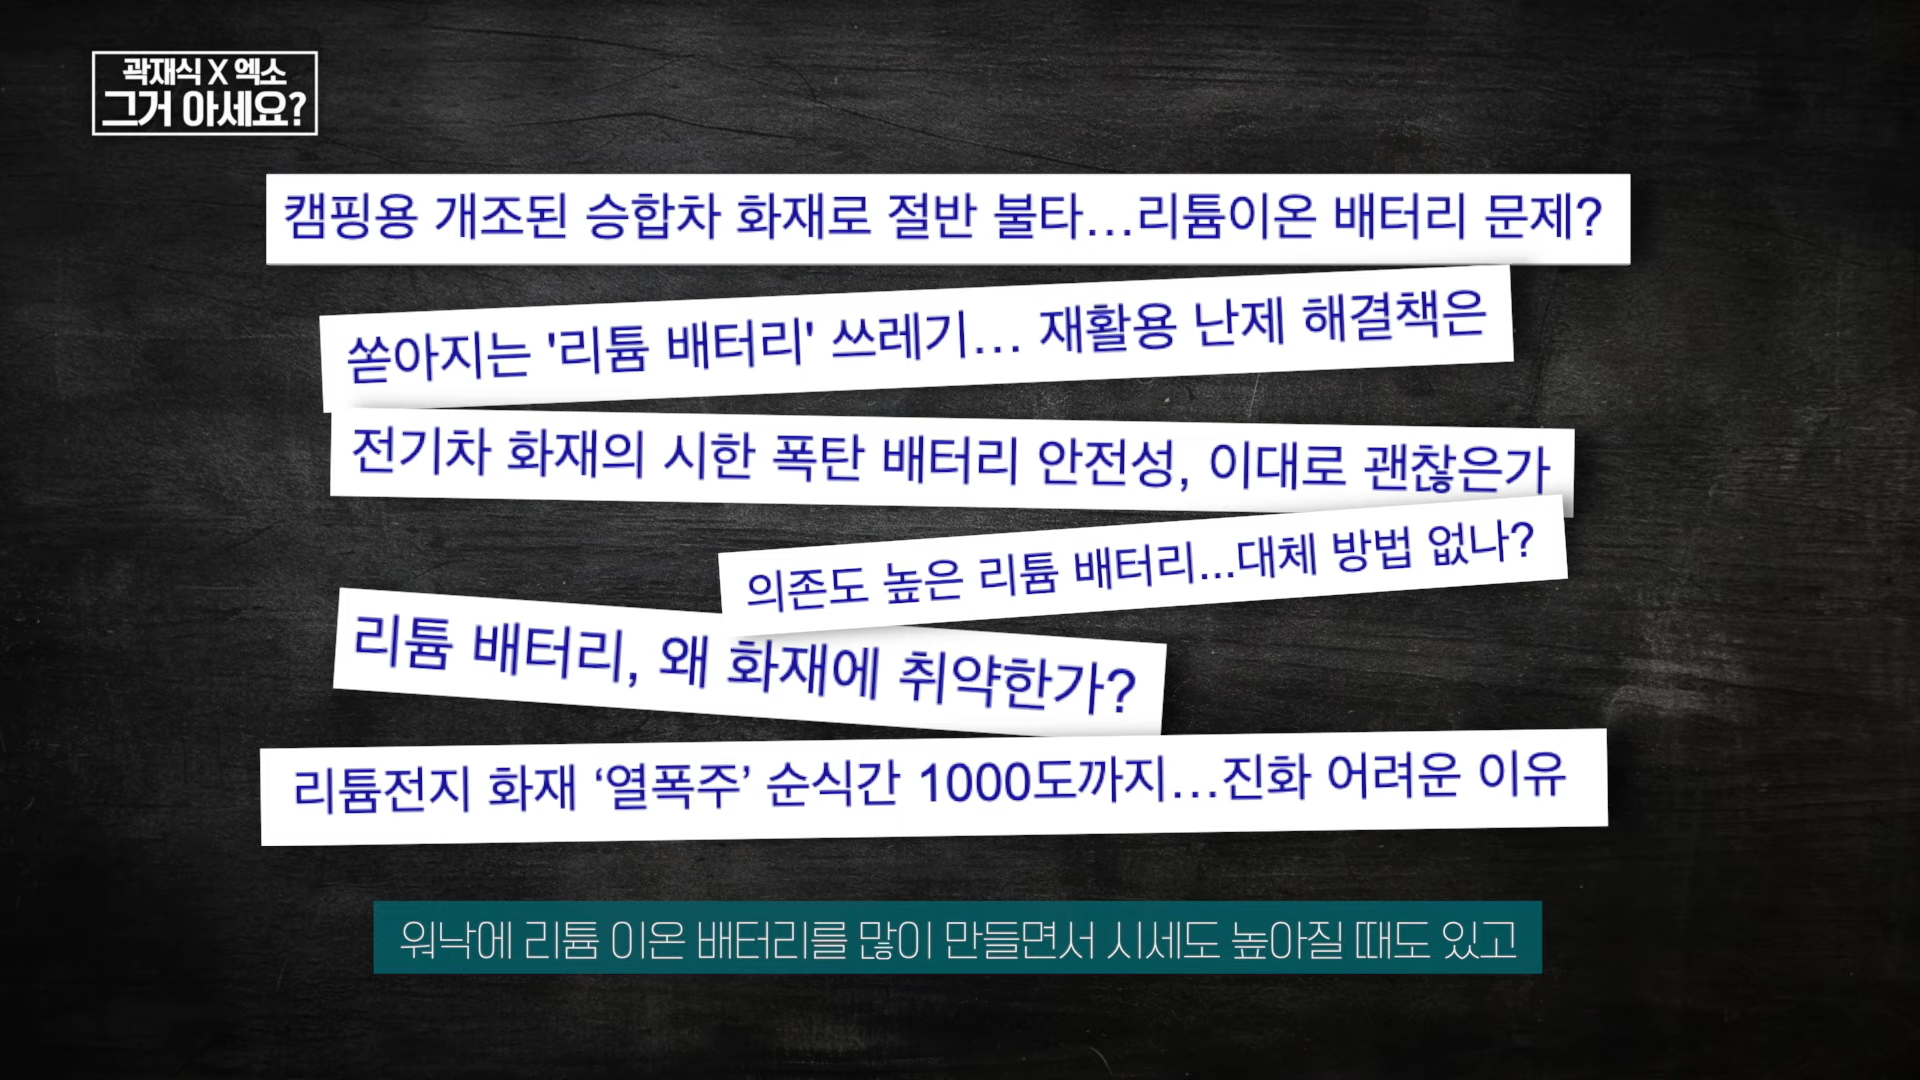 곽재식 X 엑소
그거 아세요?
캠핑용 개조된 승합차 화재로 절반 불타...리튬이온 배터리 문제?
쏟아지는 '리튬 배터리' 쓰레기... 재활용 난제 해결책은
전기차 화재의 시한 폭탄 배터리 안전성, 이대로 괜찮은가
의존도 높은 리튬 배터리...대체 방법 없나?
리튬 배터리, 왜 화재에 취약한가?
리튬전지 화재 ‘열폭주’ 순식간 1000도까지...진화 어려운 이유
워낙에 리튬 이온 배터리를 많이 만들면서 시세도 높아질 때도 있고